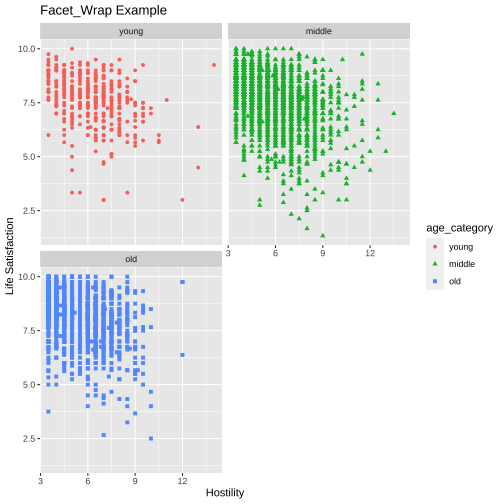 Facet_Wrap Example
young
middle
10.0
7.5
5.0
2.5
3 6 9 12
old
10.0
7.5
5.0
2.5
3 6 9 12
Life Satisfaction
Hostility
age_category
young
middle
old